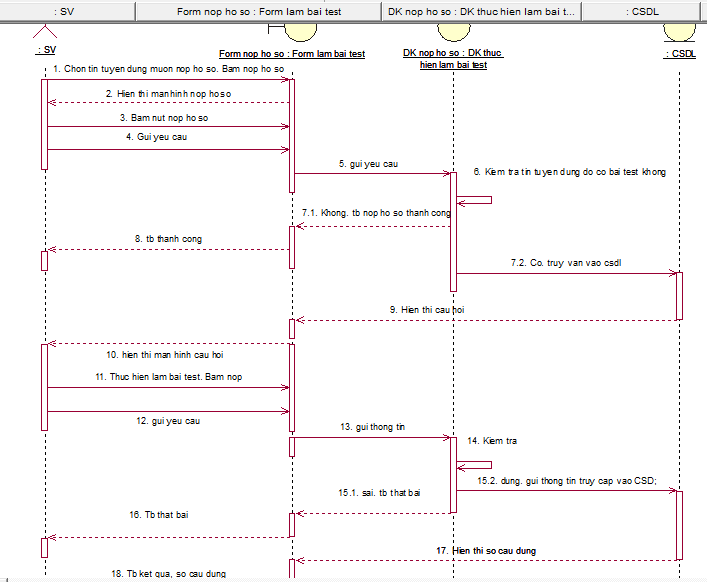 : SV
Form nop ho so : Form lam bai test
DK nop ho so : DK thuc hien lam bai t...
: CSDL
: SV
Form nop ho so : Form lam bai test
DK nop ho so : DK thuc
hien lam bai test
: CSDL
1. Chon tin tuyen dung muon nop ho so. Bam nop ho so
2. Hien thi man hinh nop ho so
3. Bam nut nop ho so
4. Gui yeu cau
5. gui yeu cau
6. Kiem tra tin tuyen dung do co bai test khong
7.1. Khong. tb nop ho so thanh cong
8. tb thanh cong
7.2. Co. truy van vao csdl
9. Hien thi cau hoi
10. hien thi man hinh cau hoi
11. Thuc hien lam bai test. Bam nop
12. gui yeu cau
13. gui thong tin
14. Kiem tra
15.2. dung. gui thong tin truy cap vao CSD;
15.1. sai. tb that bai
16. Tb that bai
17. Hien thi so cau dung
18. Tb ket qua, so cau dung